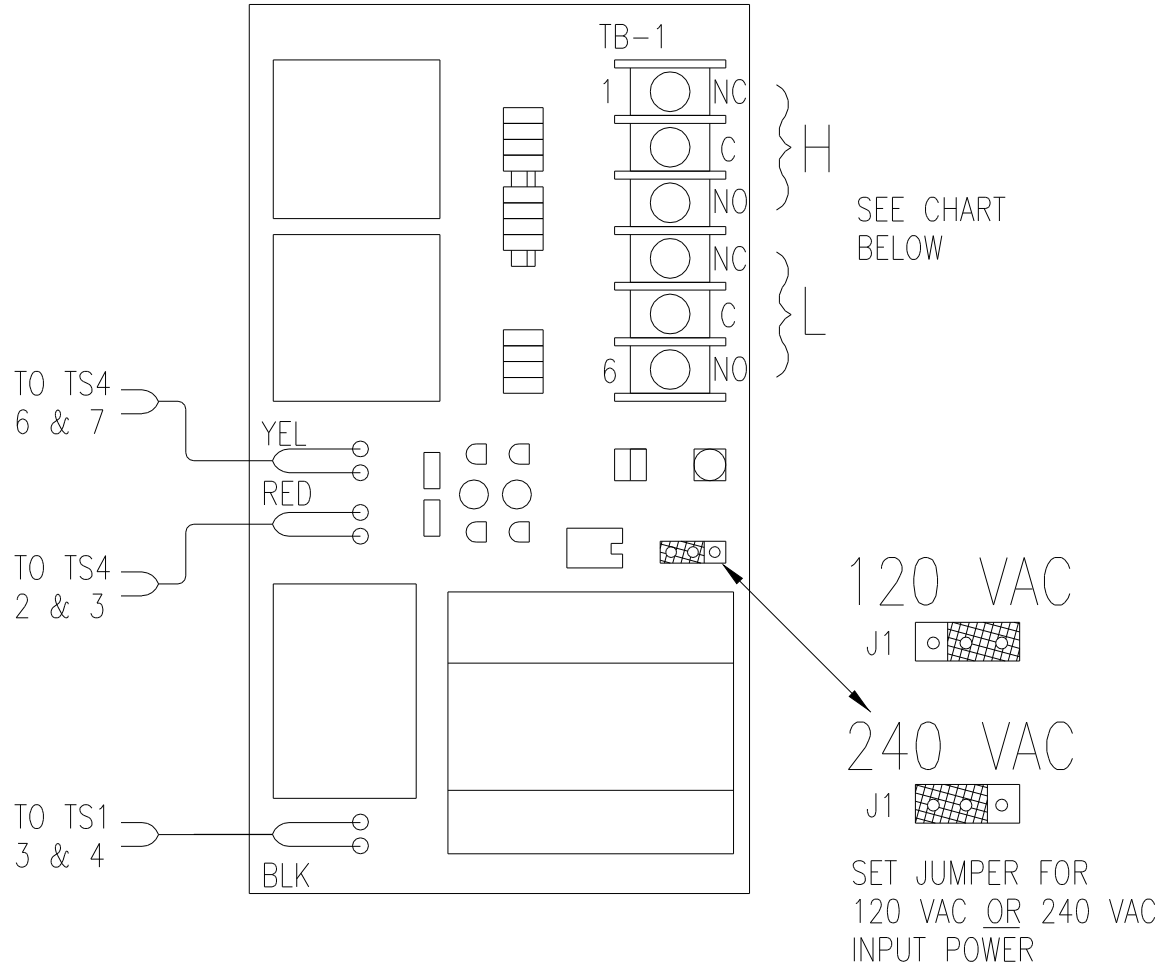 TB-1
1 NC
C
NO
NC
C
6 NO
H
L
SEE CHART
BELOW
TO TS4
6 & 7
YEL
RED
TO TS4
2 & 3
TO TS1
3 & 4
BLK
120 VAC
J1
240 VAC
J1
SET JUMPER FOR
120 VAC OR 240 VAC
INPUT POWER